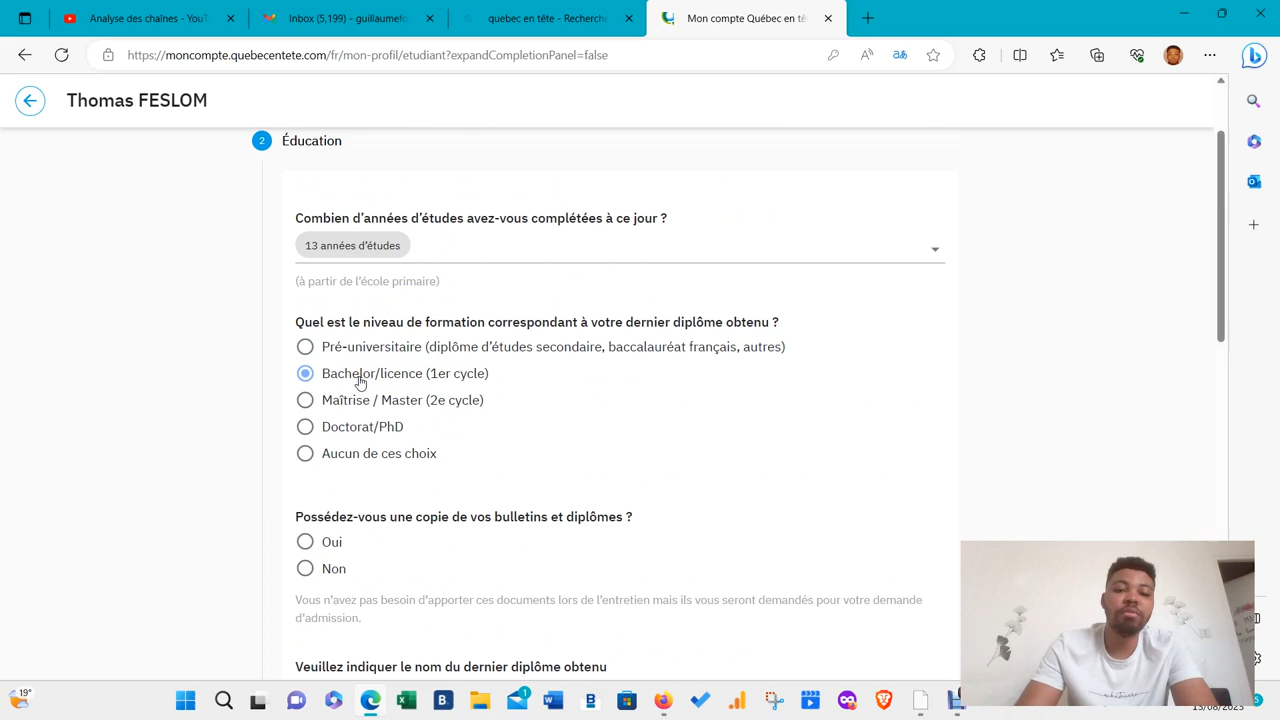 Analyse des chaînes - YouT
Inbox (5,199) - guillaumefo
quebec en tête - Recherche
Mon compte Québec en tê
https://moncompte.quebecentete.com/fr/mon-profil/etudiant?expandCompletionPanel=false
Thomas FESLOM
2 Éducation
Combien d’années d’études avez-vous complétées à ce jour ?
13 années d’études
(à partir de l’école primaire)
Quel est le niveau de formation correspondant à votre dernier diplôme obtenu ?
Pré-universitaire (diplôme d’études secondaire, baccalauréat français, autres)
Bachelor/licence (1er cycle)
Maîtrise / Master (2e cycle)
Doctorat/PhD
Aucun de ces choix
Possédez-vous une copie de vos bulletins et diplômes ?
Oui
Non
Vous n’avez pas besoin d’apporter ces documents lors de l’entretien mais ils vous seront demandés pour votre demande
d’admission.
Veuillez indiquer le nom du dernier diplôme obtenu
19°